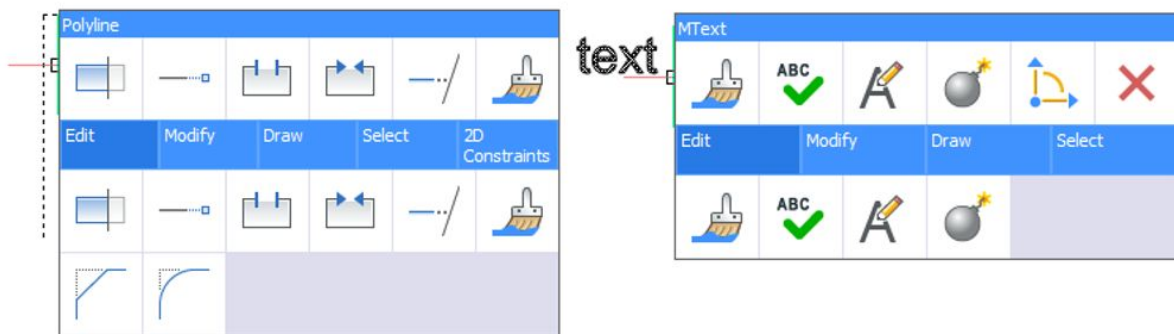 Polyline
Edit
Modify
Draw
Select
2D
Constraints
text
MText
ABC
Edit
Modify
Draw
Select
ABC